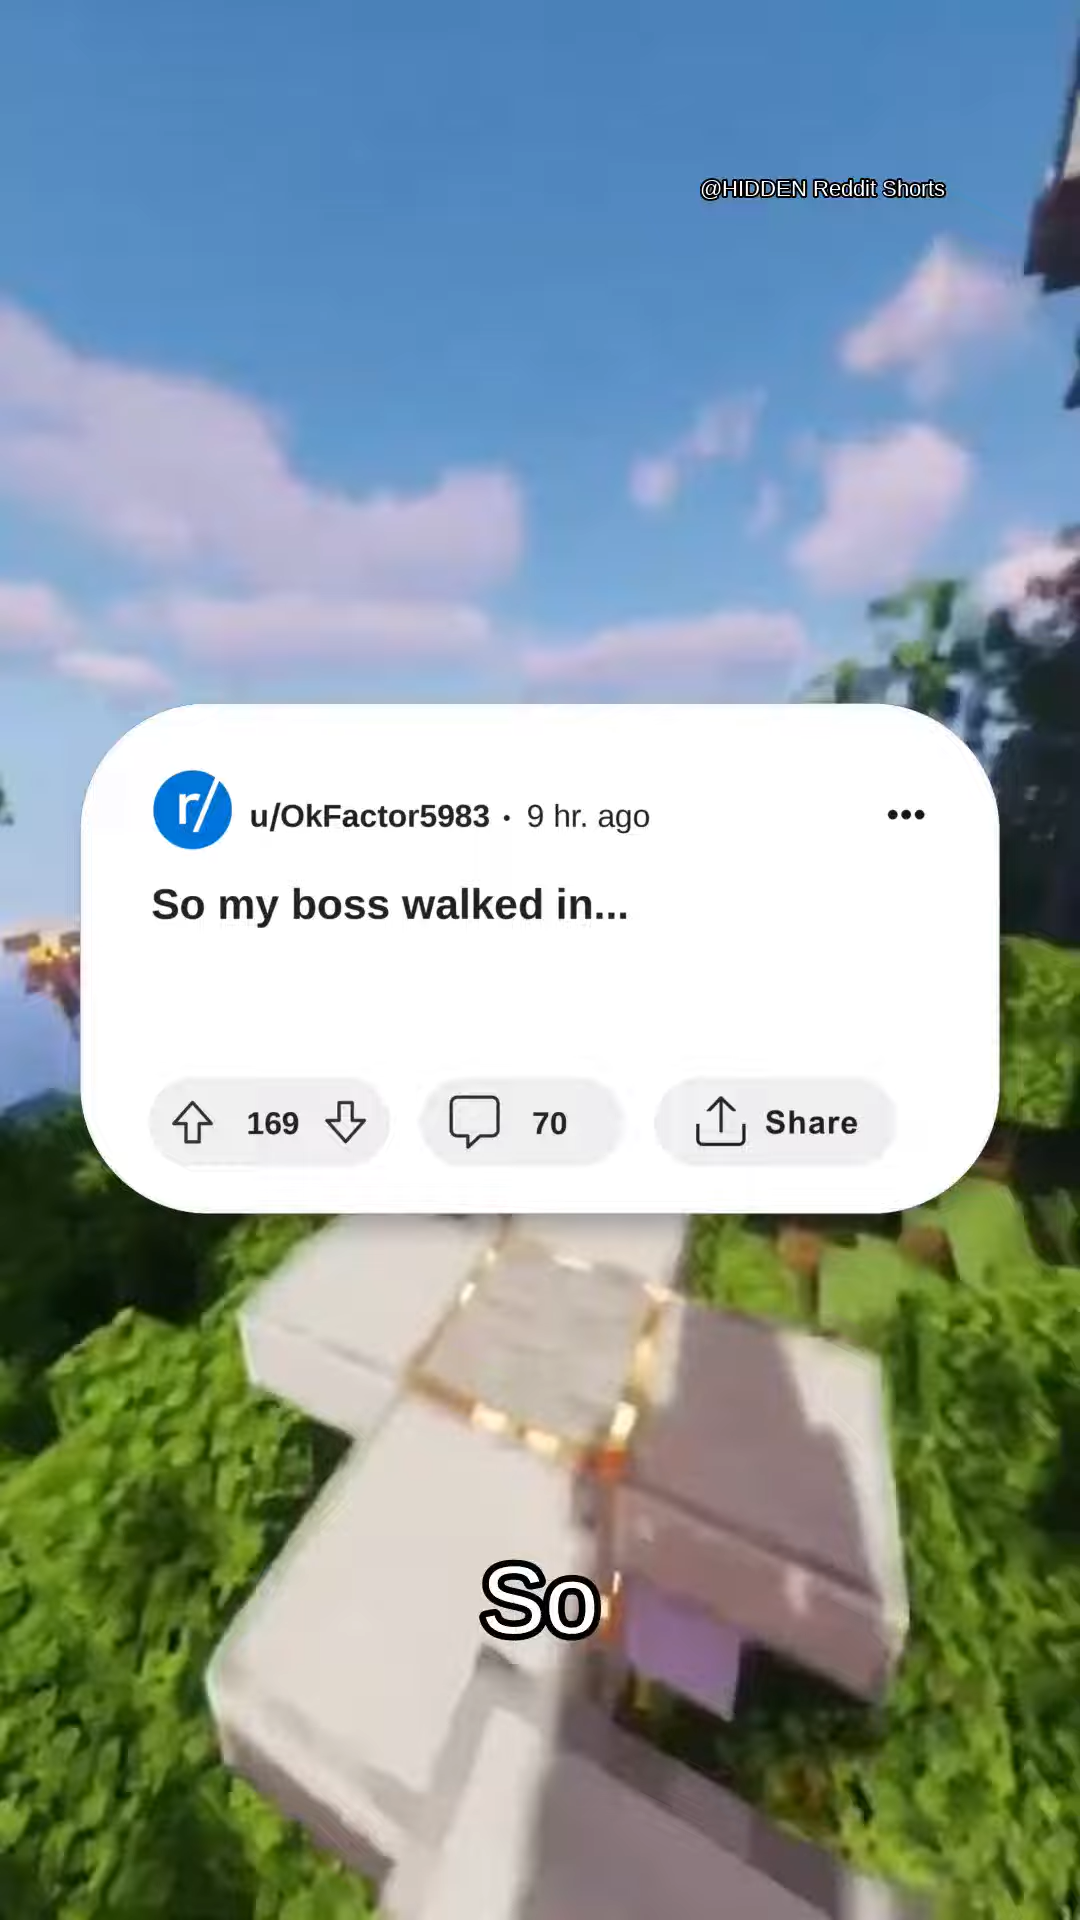 @HIDDEN Reddit Shorts
r/ u/OkFactor5983 • 9 hr. ago
So my boss walked in...
169 70 Share
So